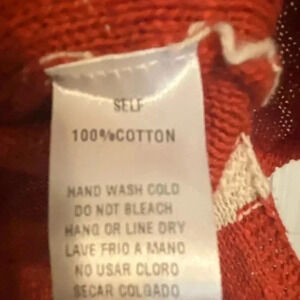 SELF
100%COTTON
HAND WASH COLD
DO NOT BLEACH
HANG OR LINE DRY
LAVE FRIO A MANO
NO USAR CLORO
SECAR COLGADO